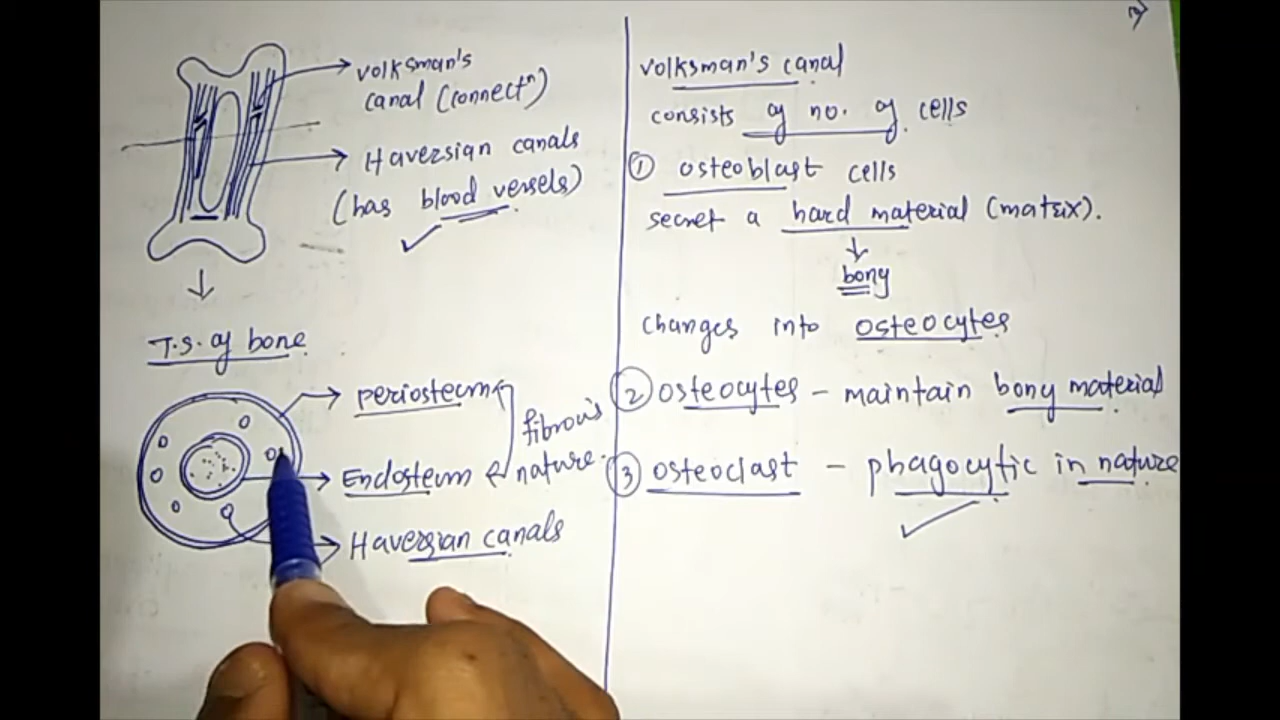 volksman's
canal (connectⁿ)
Haversian canals
(has blood versels)
T.S. of bone
periosteum
Endosteum
fibrous
nature.
Haversian canals
volksman's canal
consists of no. of cells
① osteoblast cells
secret a hard material (matrix).
bony
changes into osteocytes
② osteocytes - maintain bony material
③ osteoclast - phagocytic in nature